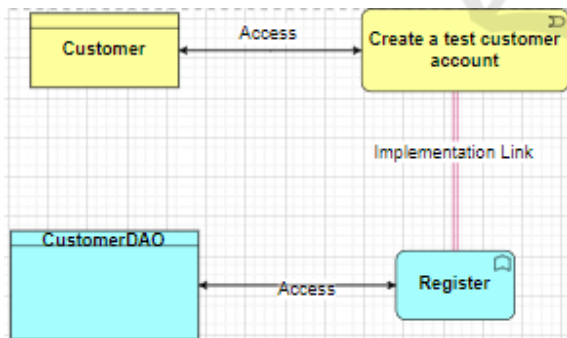 Customer
Access
Create a test customer
account
Implementation Link
CustomerDAO
Access
Register